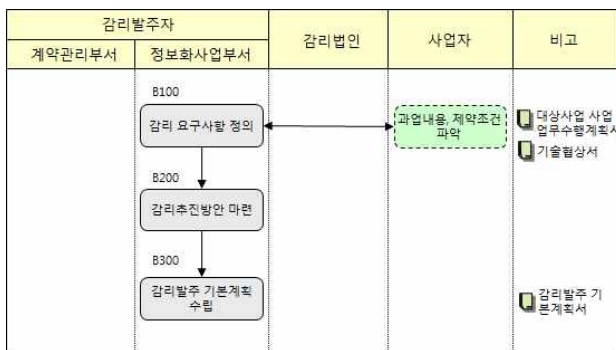 감리발주자
감리법인
사업자
비고
계약관리부서
정보화사업부서
B100
감리 요구사항 정의
과업내용, 제약조건
파악
대상사업 사업
업무수행계획서
기술협상서
B200
감리추진방안 마련
B300
감리발주 기본계획
수립
감리발주 기
본계획서